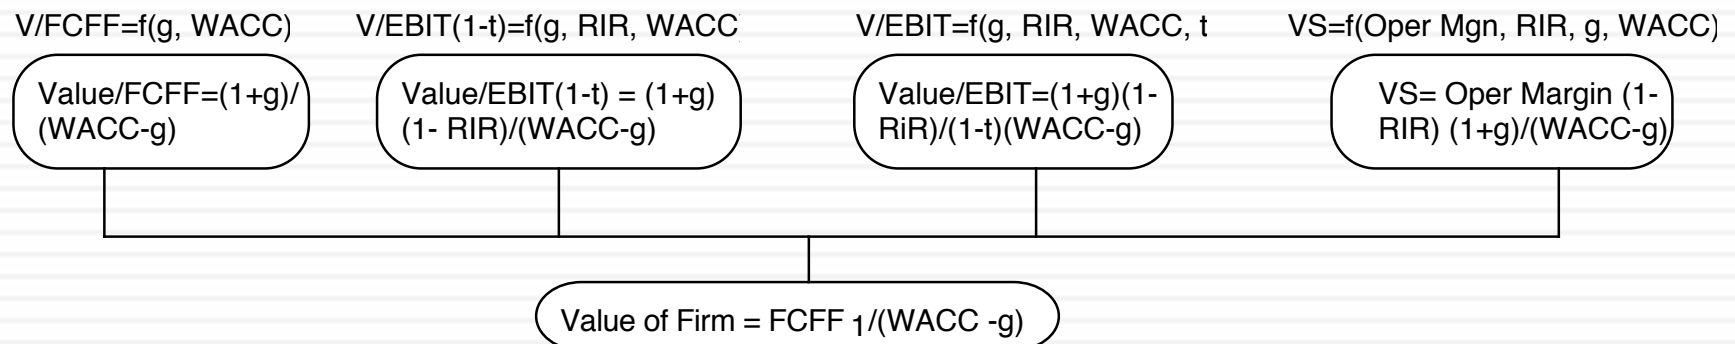 V/FCFF=f(g, WACC)
V/EBIT(1-t)=f(g, RIR, WACC
V/EBIT=f(g, RIR, WACC, t
VS=f(Oper Mgn, RIR, g, WACC)
Value/FCFF=(1+g)/
(WACC-g)
Value/EBIT(1-t) = (1+g)
(1- RIR)/(WACC-g)
Value/EBIT=(1+g)(1-
RiR)/(1-t)(WACC-g)
VS= Oper Margin (1-
RIR) (1+g)/(WACC-g)
Value of Firm = FCFF 1/(WACC -g)